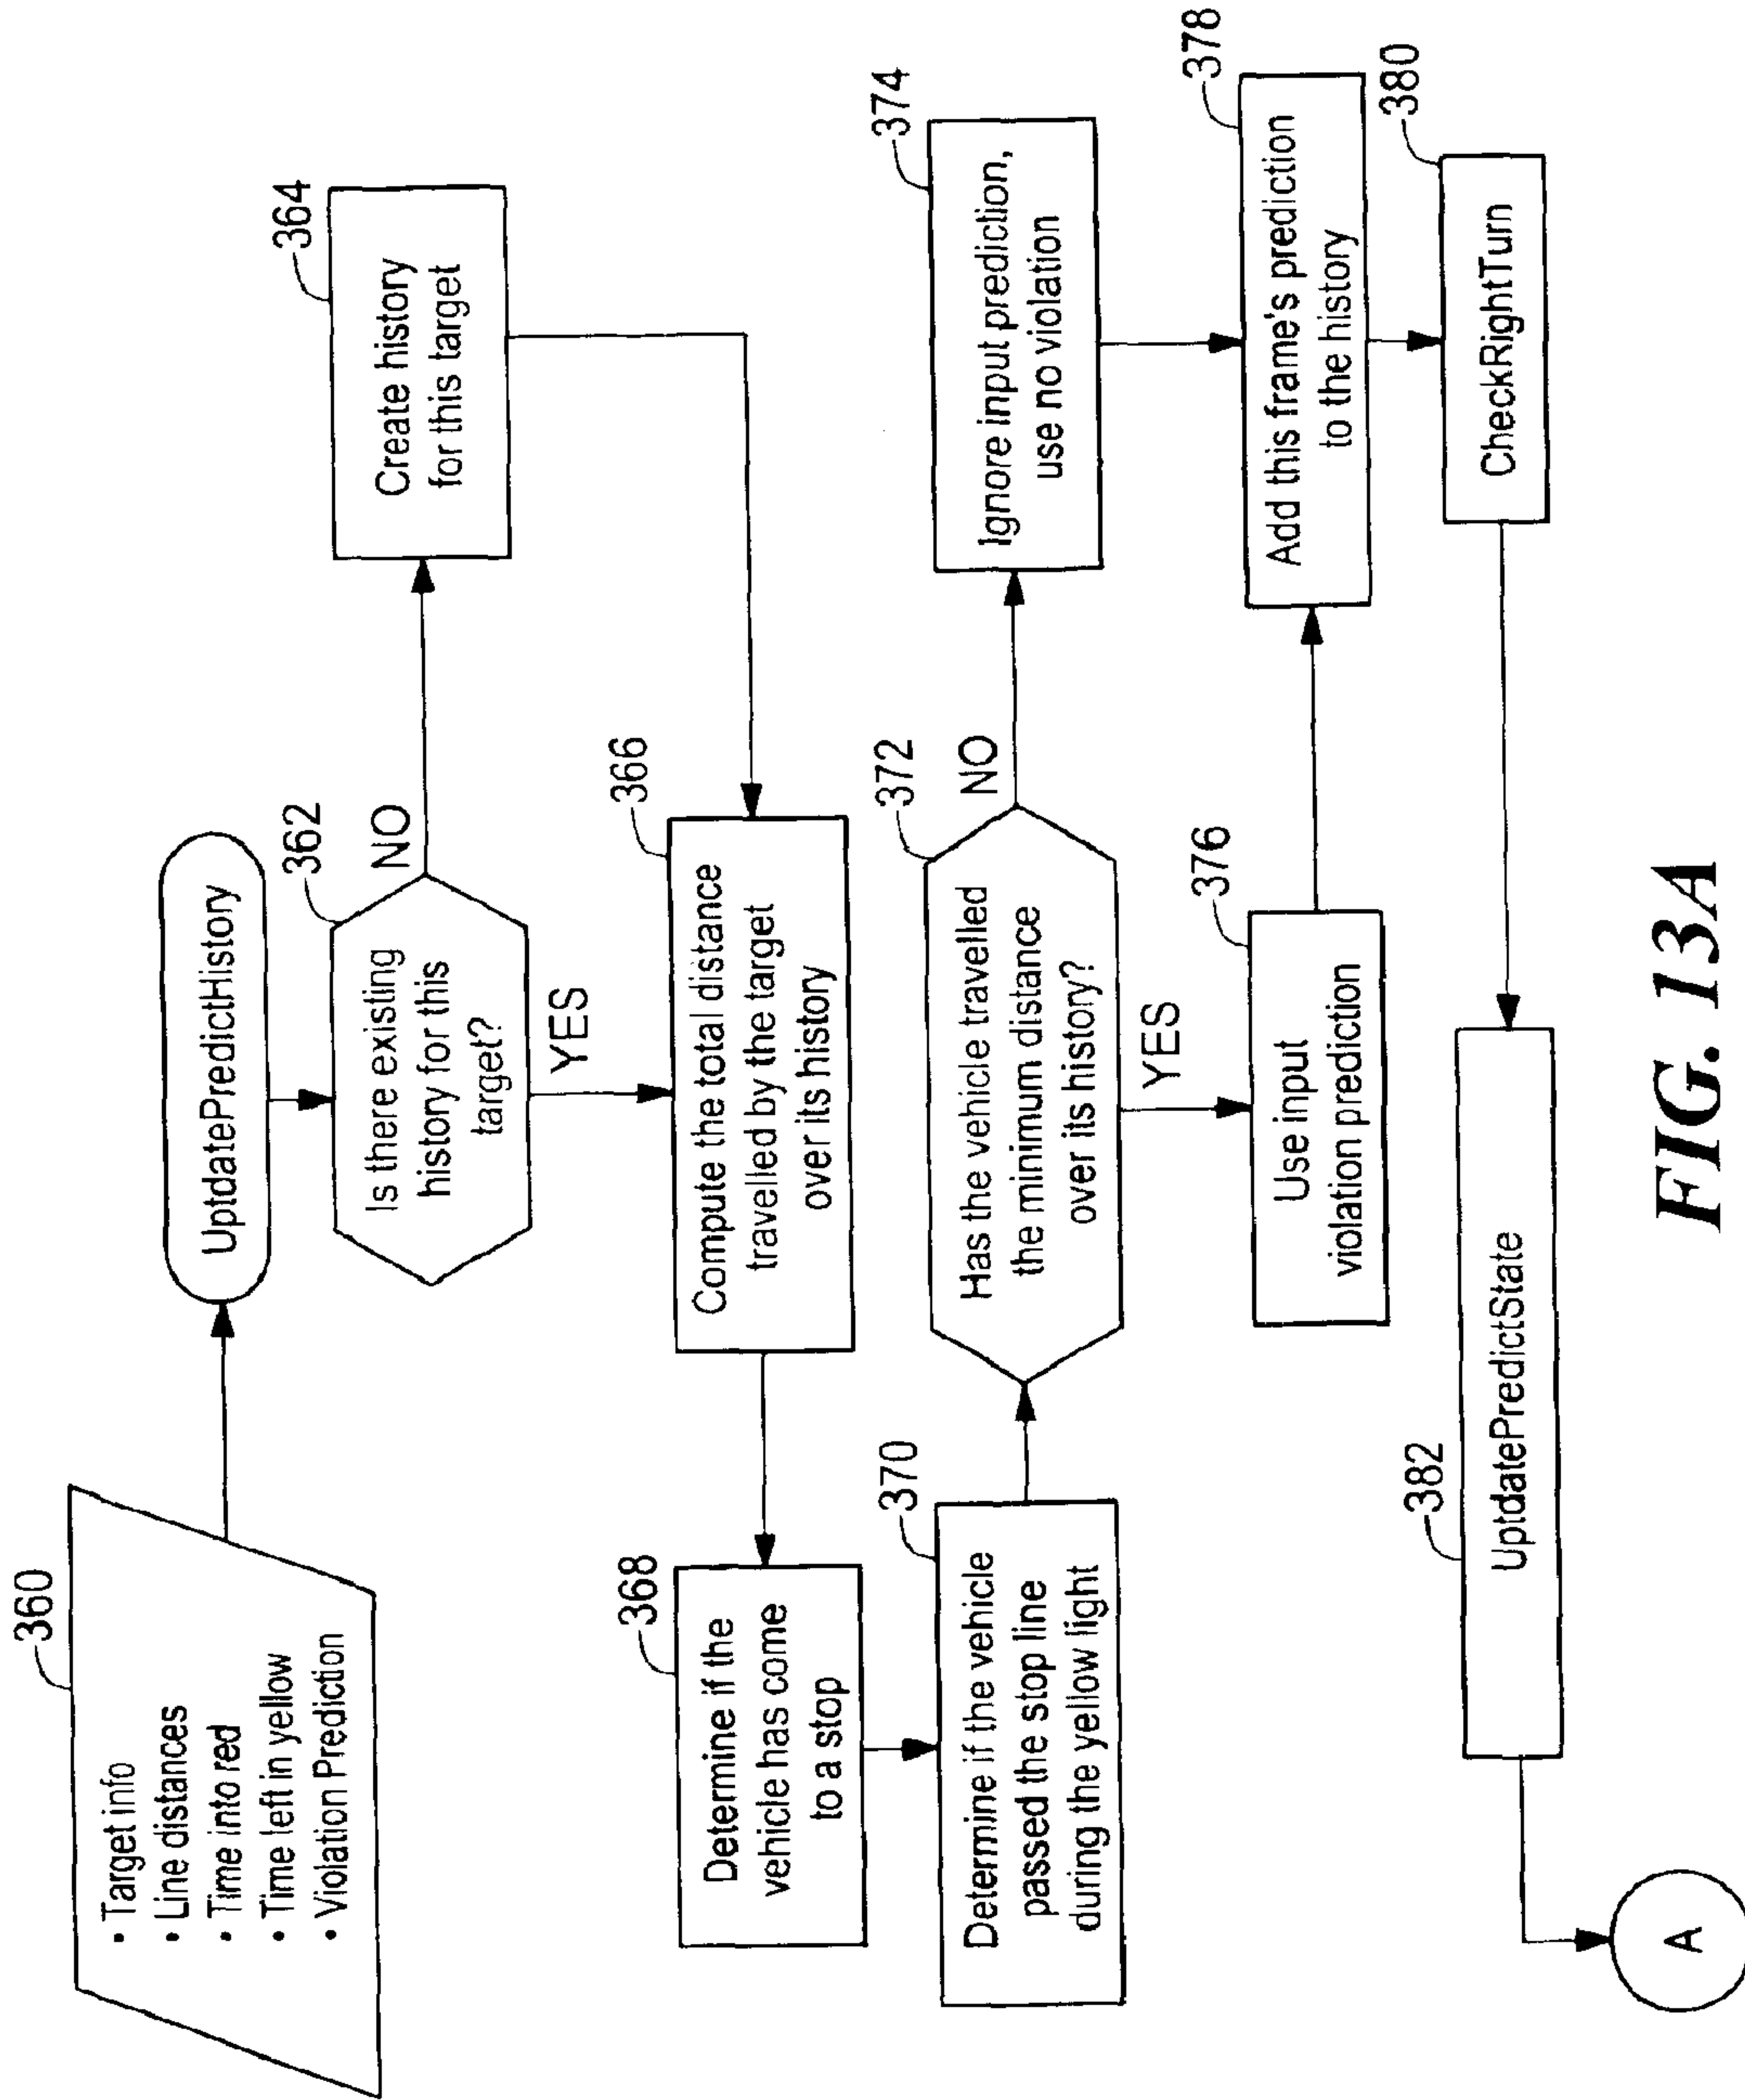 360
• Target info
• Line distances
• Time into red
• Time left in yellow
• Violation Prediction
UptdatePredictHistory
362
Is there existing
history for this
target?
NO
YES
364
Create history
for this target
366
Compute the total distance
travelled by the target
over its history
368
Determine if the
vehicle has come
to a stop
370
Determine if the vehicle
passed the stop line
during the yellow light
372
Has the vehicle travelled
the minimum distance
over its history?
NO
YES
374
Ignore input prediction,
use no violation
376
Use input
violation prediction
378
Add this frame's prediction
to the history
380
CheckRightTurn
382
UptdatePredictState
A
FIG. 13A